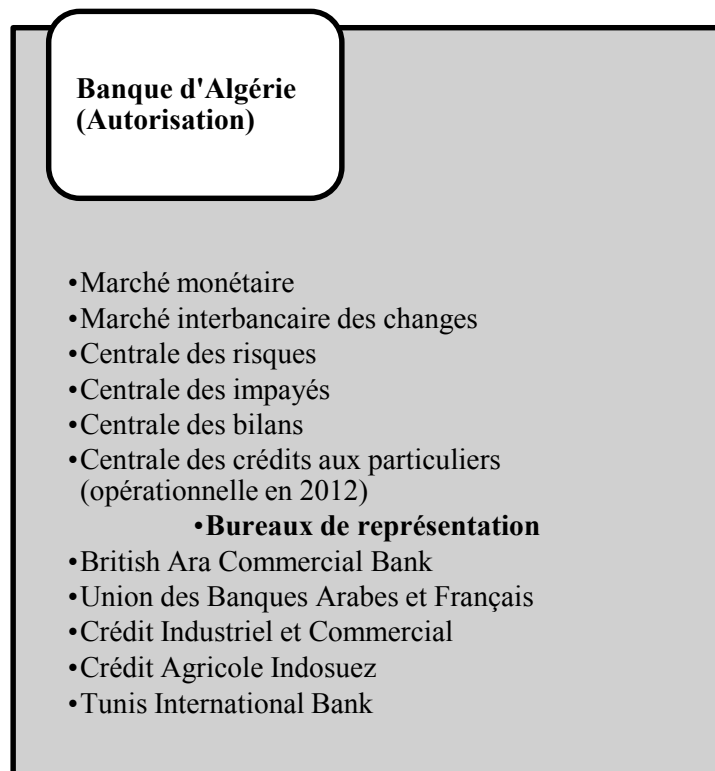 Banque d'Algérie
(Autorisation)
•Marché monétaire
•Marché interbancaire des changes
•Centrale des risques
•Centrale des impayés
•Centrale des bilans
•Centrale des crédits aux particuliers
(opérationnelle en 2012)
•Bureaux de représentation
•British Ara Commercial Bank
•Union des Banques Arabes et Français
•Crédit Industriel et Commercial
•Crédit Agricole Indosuez
•Tunis International Bank